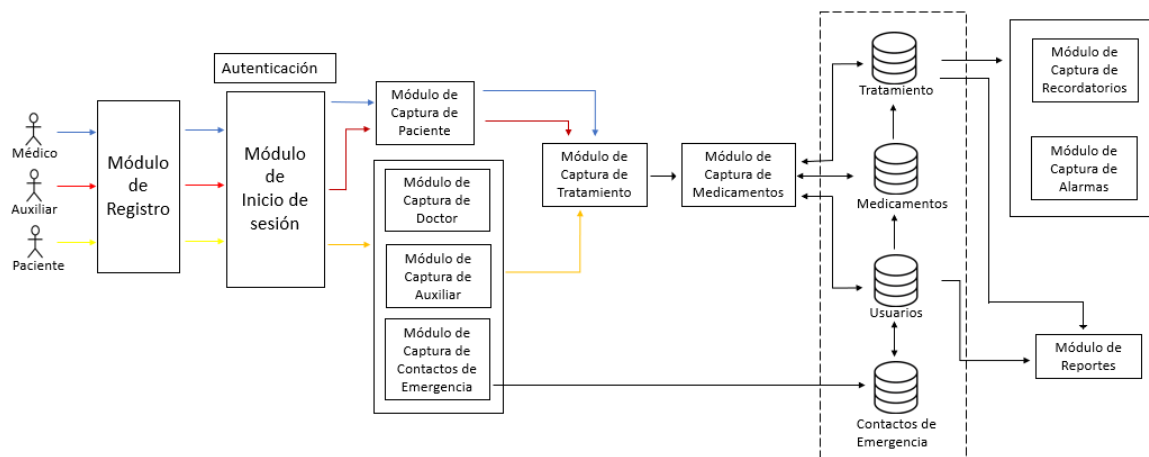 Médico
Auxiliar
Paciente
Módulo
de
Registro
Autenticación
Módulo
de
Inicio de
sesión
Módulo de
Captura de
Paciente
Módulo de
Captura de
Doctor
Módulo de
Captura de
Auxiliar
Módulo de
Captura de
Contactos de
Emergencia
Módulo de
Captura de
Tratamiento
Módulo de
Captura de
Medicamentos
Tratamiento
Medicamentos
Usuarios
Contactos de
Emergencia
Módulo de
Captura de
Recordatorios
Módulo de
Captura de
Alarmas
Módulo de
Reportes